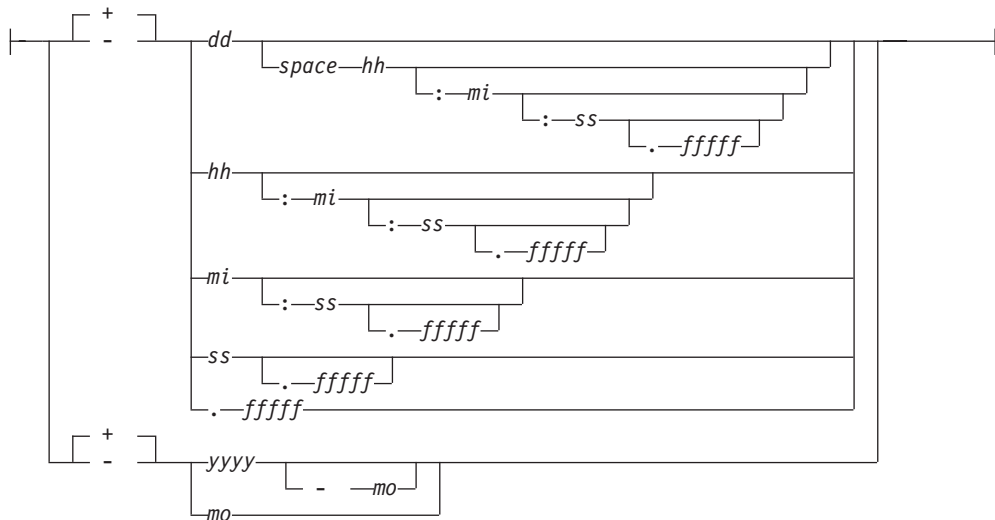 +
- dd
space hh
: mi
: ss
. fffff
hh
: mi
: ss
. fffff
mi
: ss
. fffff
ss
. fffff
. fffff
+
- yyyy
- mo
mo